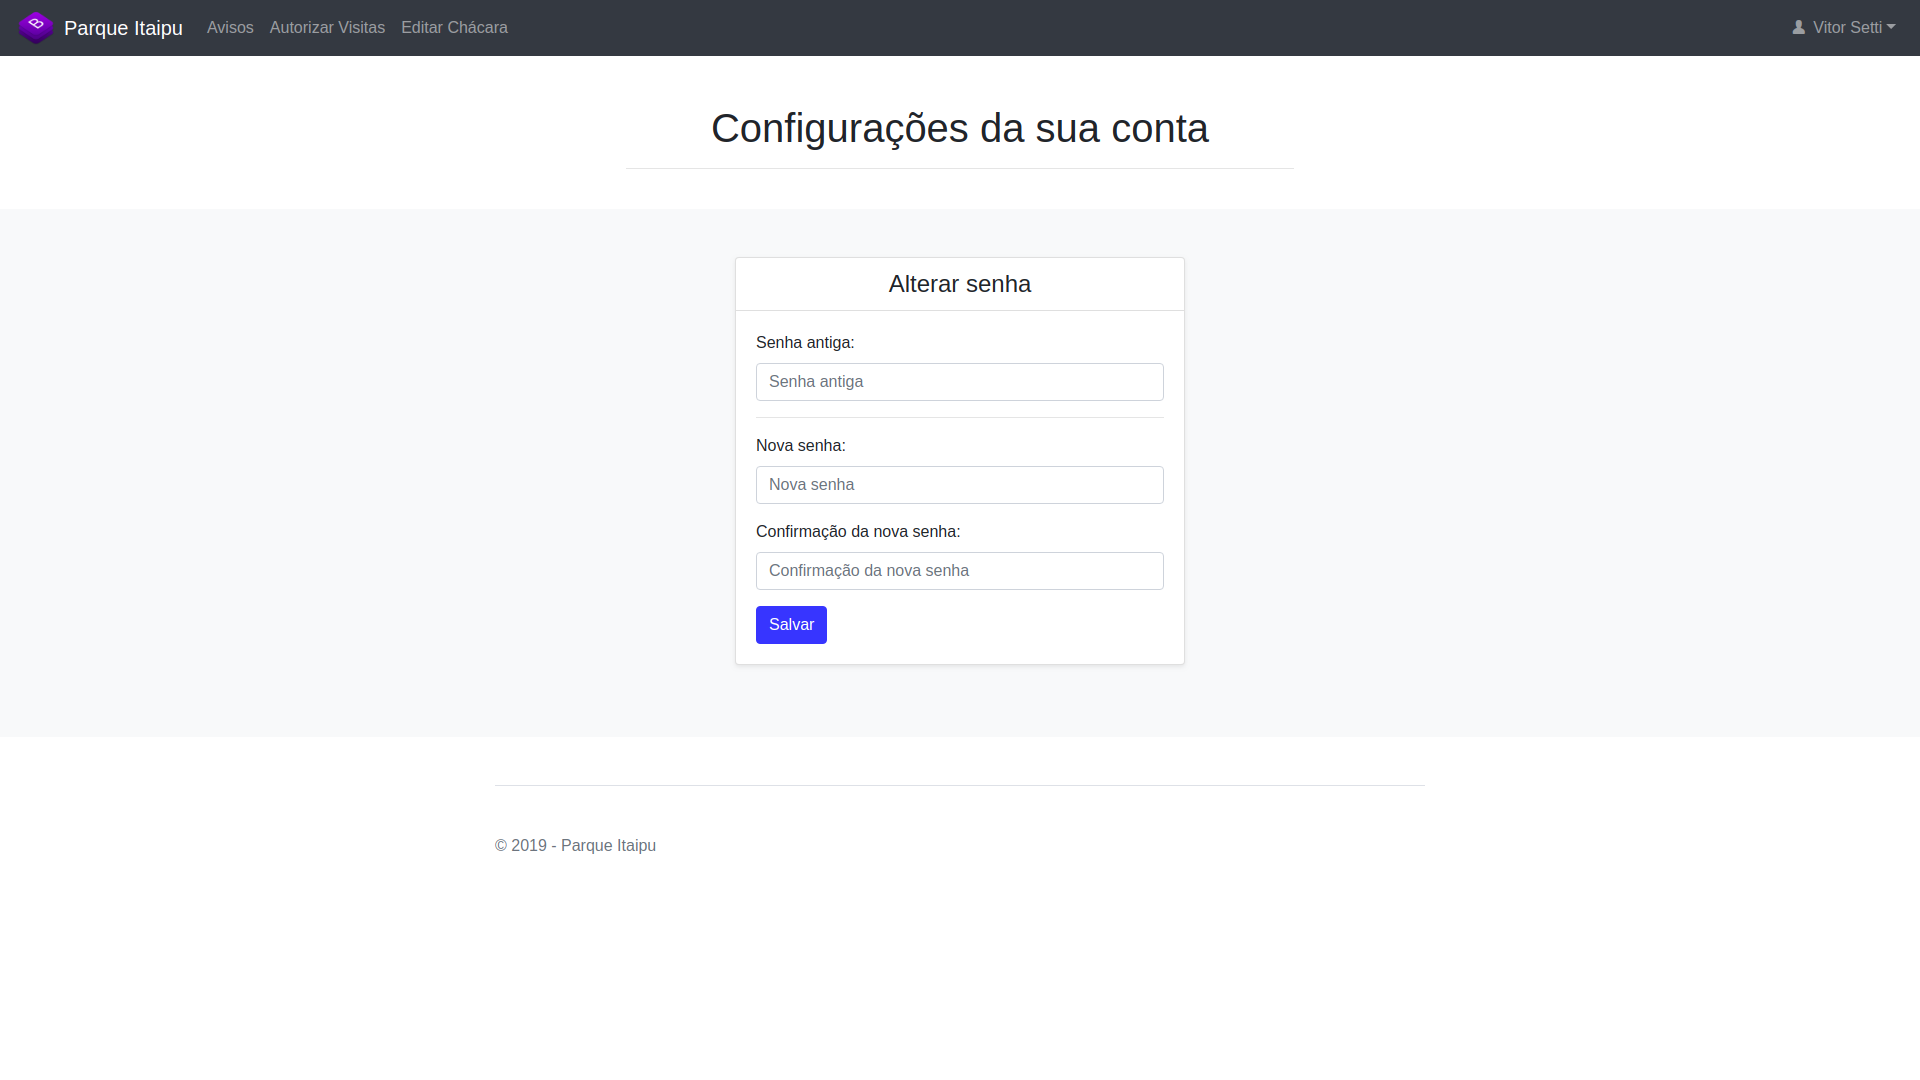 Parque Itaipu Avisos Autorizar Visitas Editar Chácara Vitor Setti
Configurações da sua conta
Alterar senha
Senha antiga:
Senha antiga
Nova senha:
Nova senha
Confirmação da nova senha:
Confirmação da nova senha
Salvar
© 2019 - Parque Itaipu